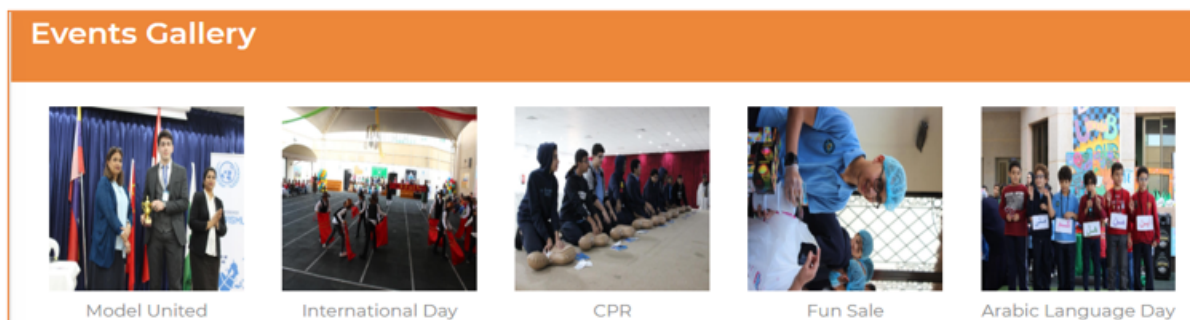 Events Gallery
Model United
International Day
CPR
Fun Sale
Arabic Language Day